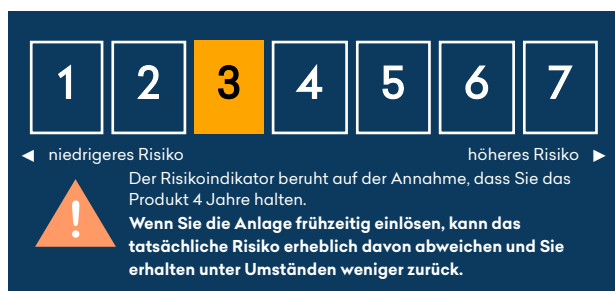 1 2 3 4 5 6 7
◄ niedrigeres Risiko höheres Risiko ►
Der Risikoindikator beruht auf der Annahme, dass Sie das
Produkt 4 Jahre halten.
Wenn Sie die Anlage frühzeitig einlösen, kann das
tatsächliche Risiko erheblich davon abweichen und Sie
erhalten unter Umständen weniger zurück.